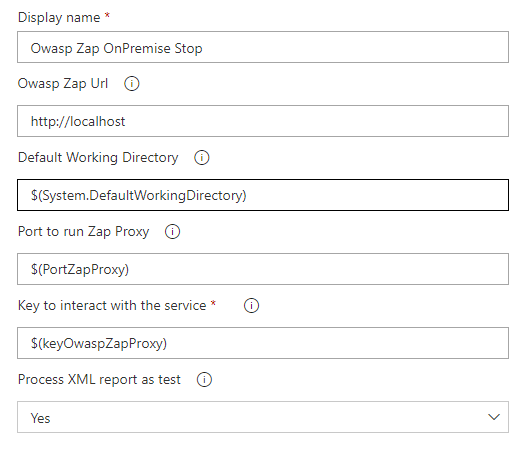 Display name *
Owasp Zap OnPremise Stop
Owasp Zap Url
http://localhost
Default Working Directory
$(System.DefaultWorkingDirectory)
Port to run Zap Proxy
$(PortZapProxy)
Key to interact with the service *
$(keyOwaspZapProxy)
Process XML report as test
Yes